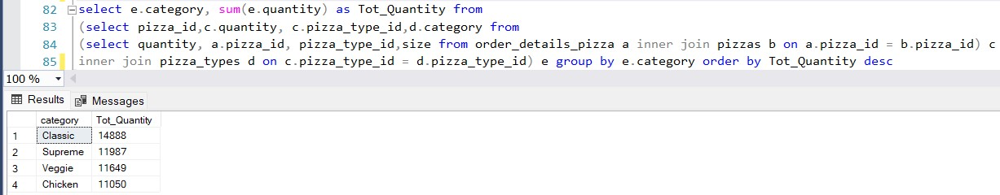 82 select e.category, sum(e.quantity) as Tot_Quantity from
83 (select pizza_id,c.quantity, c.pizza_type_id,d.category from
84 (select quantity, a.pizza_id, pizza_type_id,size from order_details_pizza a inner join pizzas b on a.pizza_id = b.pizza_id) c
85 inner join pizza_types d on c.pizza_type_id = d.pizza_type_id) e group by e.category order by Tot_Quantity desc
100 %
Results Messages
category Tot_Quantity
1 Classic 14888
2 Supreme 11987
3 Veggie 11649
4 Chicken 11050